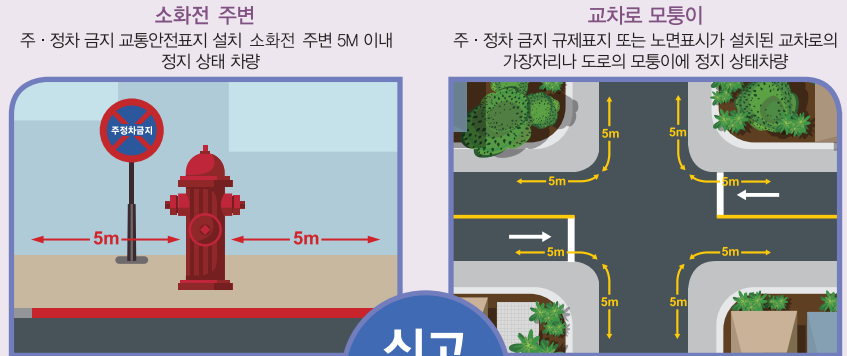 소화전 주변
주 · 정차 금지 교통안전표지 설치 소화전 주변 5M 이내
정지 상태 차량
주정차금지
5m
5m
교차로 모퉁이
주 · 정차 금지 규제표지 또는 노면표시가 설치된 교차로의
가장자리나 도로의 모퉁이에 정지 상태차량
5m
5m
5m
5m
5m
5m
5m
5m
신고